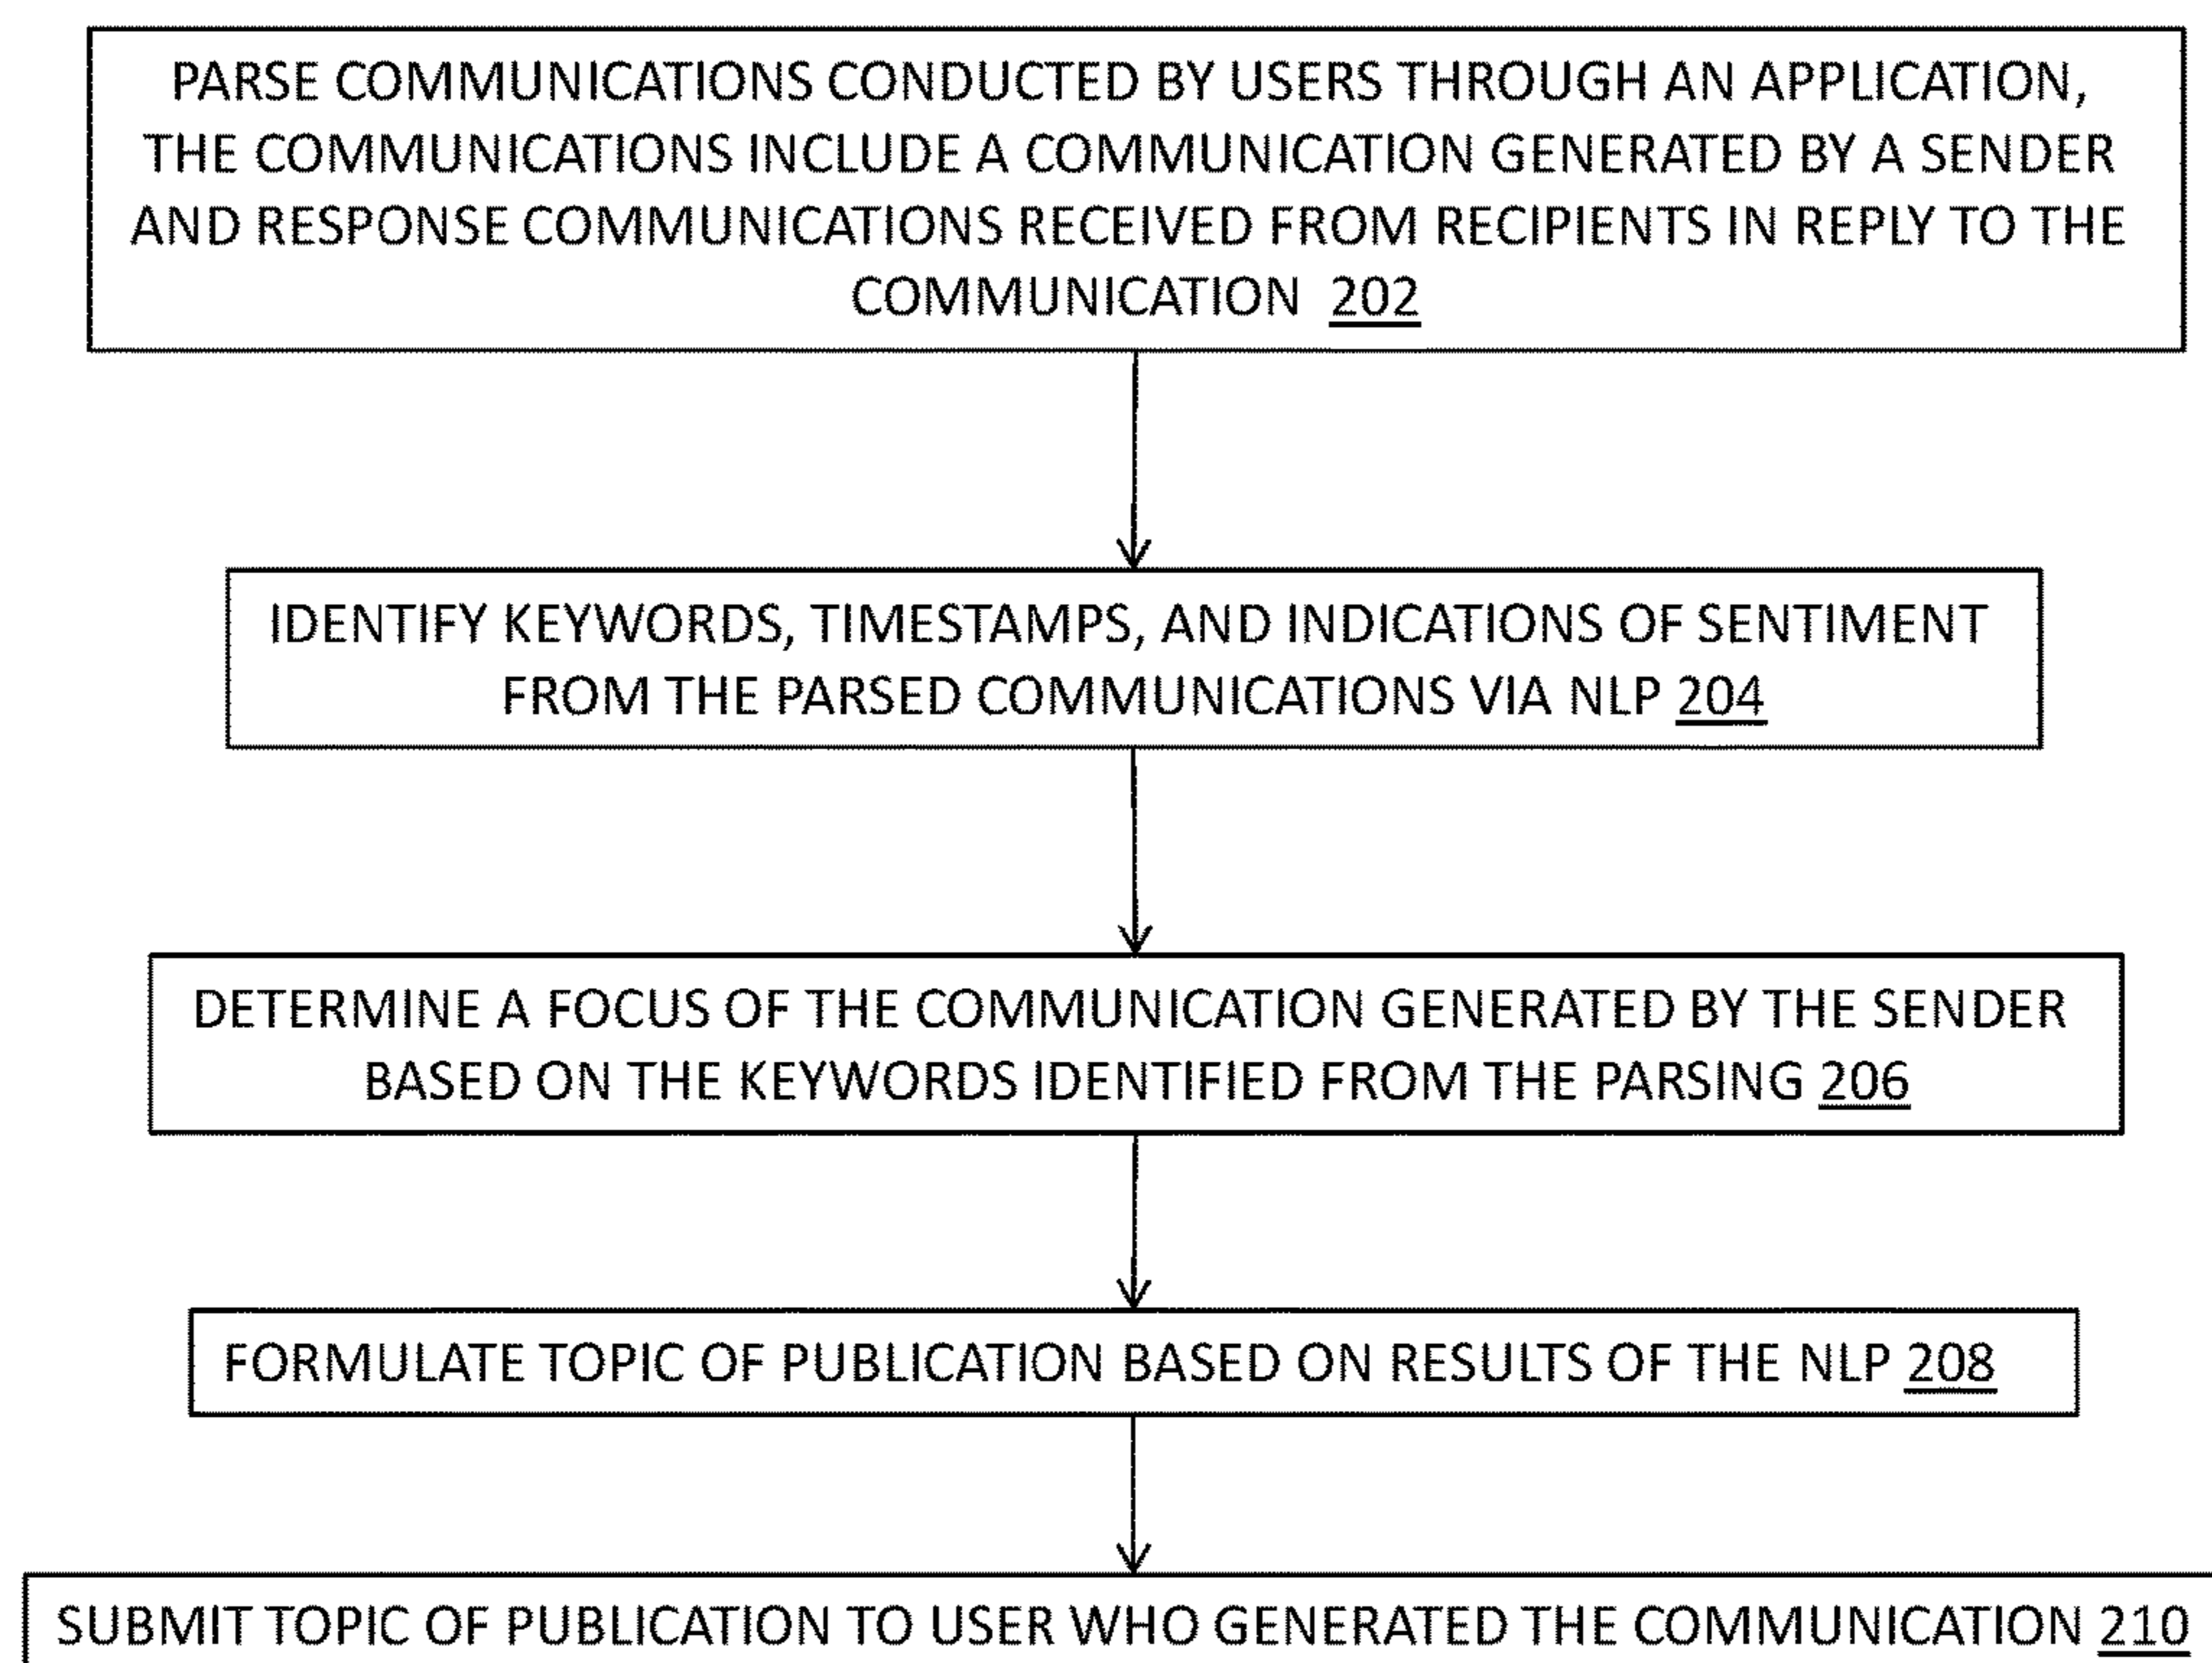 PARSE COMMUNICATIONS CONDUCTED BY USERS THROUGH AN APPLICATION,
THE COMMUNICATIONS INCLUDE A COMMUNICATION GENERATED BY A SENDER
AND RESPONSE COMMUNICATIONS RECEIVED FROM RECIPIENTS IN REPLY TO THE
COMMUNICATION 202
IDENTIFY KEYWORDS, TIMESTAMPS, AND INDICATIONS OF SENTIMENT
FROM THE PARSED COMMUNICATIONS VIA NLP 204
DETERMINE A FOCUS OF THE COMMUNICATION GENERATED BY THE SENDER
BASED ON THE KEYWORDS IDENTIFIED FROM THE PARSING 206
FORMULATE TOPIC OF PUBLICATION BASED ON RESULTS OF THE NLP 208
SUBMIT TOPIC OF PUBLICATION TO USER WHO GENERATED THE COMMUNICATION 210